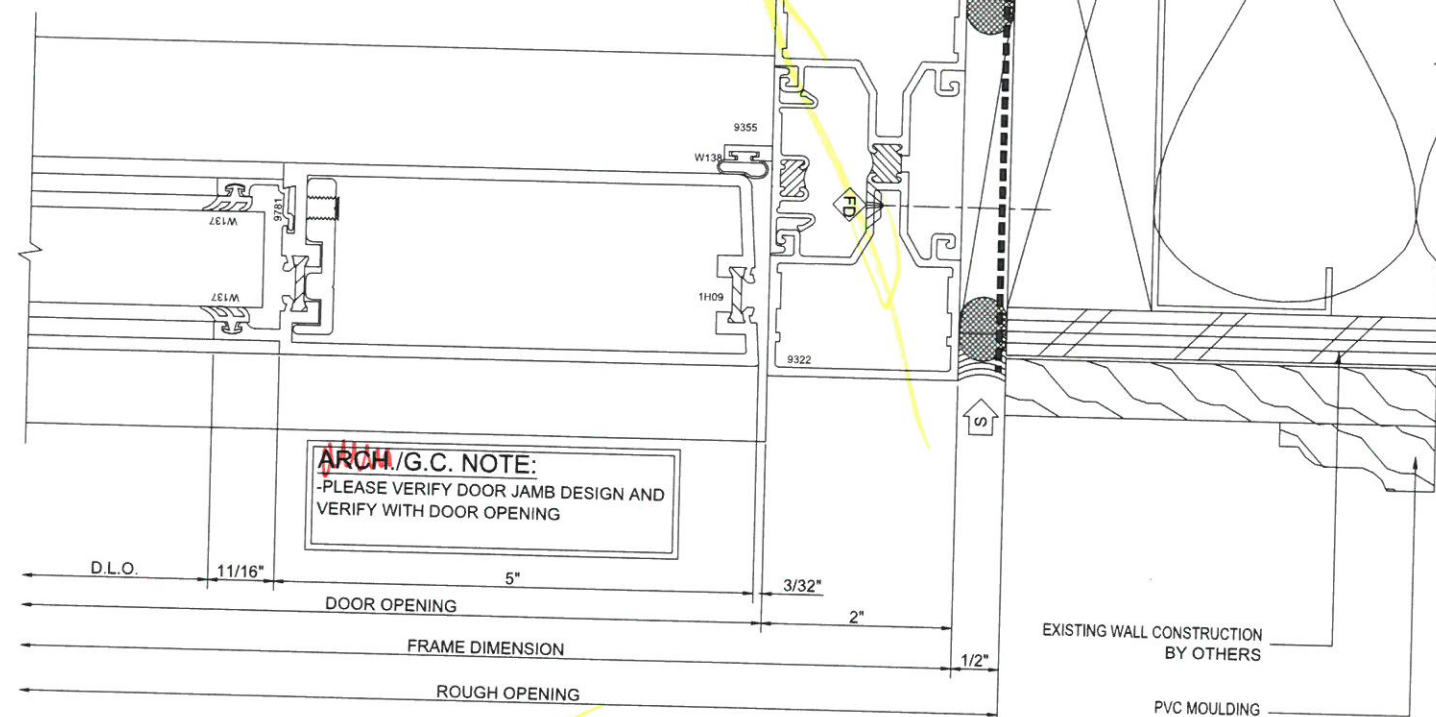 9355
W138
W137
9781
FD
W137
1H09
9322
S
ARCH./G.C. NOTE:
-PLEASE VERIFY DOOR JAMB DESIGN AND
VERIFY WITH DOOR OPENING
D.L.O.
11/16"
5"
3/32"
DOOR OPENING
2"
FRAME DIMENSION
1/2"
ROUGH OPENING
EXISTING WALL CONSTRUCTION
BY OTHERS
PVC MOULDING